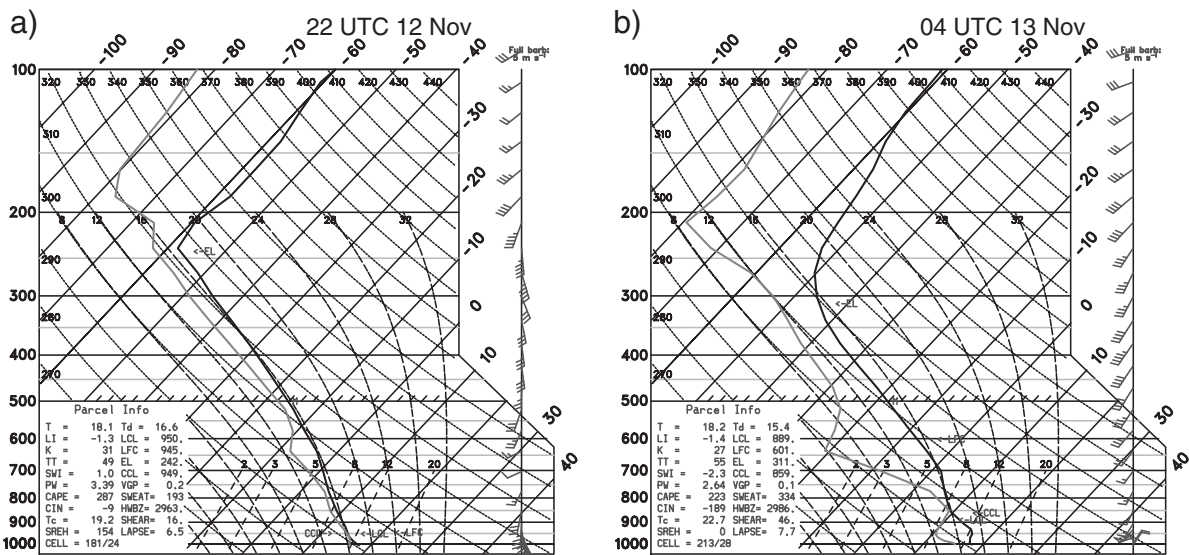 a)
22 UTC 12 Nov
-100 -90 -80 -70 -60 -50 -40
Full barb:
5 m s⁻¹
100
320 330 340 350 360 370 380 390 400 410 420 430 440
-30
310
-20
300
200
8 12 16 20 24 28 32
-10
<-EL
290
300
0
280
400
10
270
500
H
30
600
40
700
2 3 5 8 12 20
800
900
1000
CCL-> <-LCL <-LFC
Parcel Info
T = 18.1 Td = 16.6
LI = -1.3 LCL = 950.
K = 31 LFC = 945.
TT = 49 EL = 242.
SWI = 1.0 CCL = 949.
PW = 3.39 VGP = 0.2
CAPE = 287 SWEAT = 193
CIN = -9 HWBZ= 2963.
Tc = 19.2 SHEAR= 16.
SREH = 154 LAPSE= 6.5
CELL = 181/24
b)
04 UTC 13 Nov
-100 -90 -80 -70 -60 -50 -40
Full barb:
5 m s⁻¹
100
320 330 340 350 360 370 380 390 400 410 420 430 440
-30
310
-20
300
200
8 12 16 20 24 28 32
-10
290
300
<-EL
0
280
400
10
270
500
H
30
600
<-LFC
40
700
2 3 5 8 12 20
800
900
<-CCL
<-LCL
1000
Parcel Info
T = 18.2 Td = 15.4
LI = -1.4 LCL = 889.
K = 27 LFC = 601.
TT = 55 EL = 311.
SWI = -2.3 CCL = 859.
PW = 2.64 VGP = 0.1
CAPE = 223 SWEAT = 334
CIN = -189 HWBZ= 2986.
Tc = 22.7 SHEAR= 46.
SREH = 0 LAPSE= 7.7
CELL = 213/28